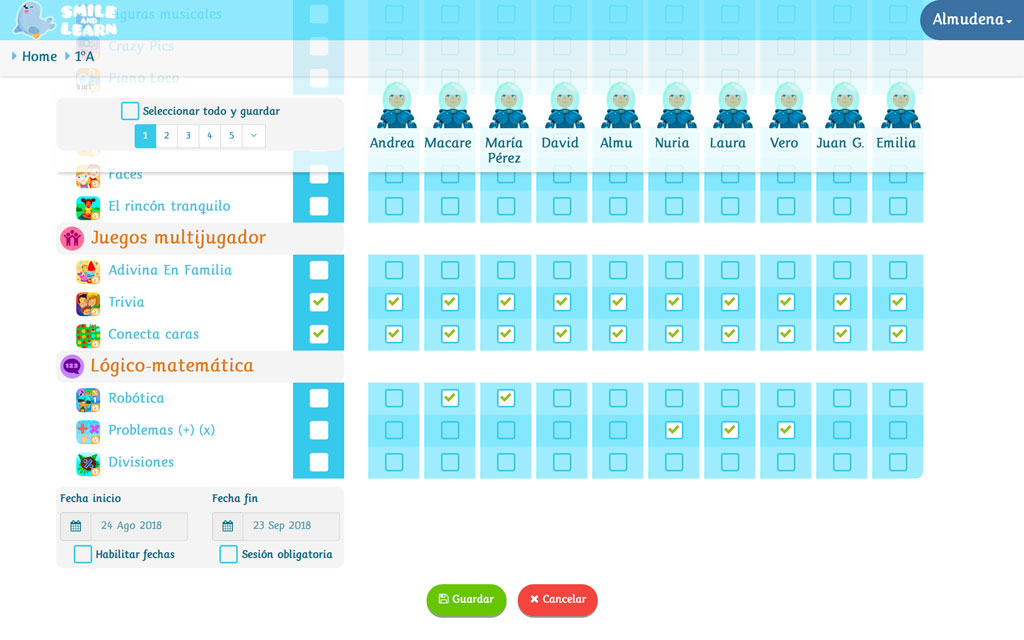 SMILE
AND
LEARN
Figuras musicales
Almudena
Crazy Pics
Home
1ºA
Piano Loco
Seleccionar todo y guardar
1 2 3 4 5
Andrea Macare María Pérez David Almu Nuria Laura Vero Juan G. Emilia
Faces
El rincón tranquilo
Juegos multijugador
Adivina En Familia
Trivia
Conecta caras
Lógico-matemática
Robótica
Problemas (+) (x)
Divisiones
Fecha inicio Fecha fin
24 Ago 2018 23 Sep 2018
Habilitar fechas Sesión obligatoria
Guardar Cancelar